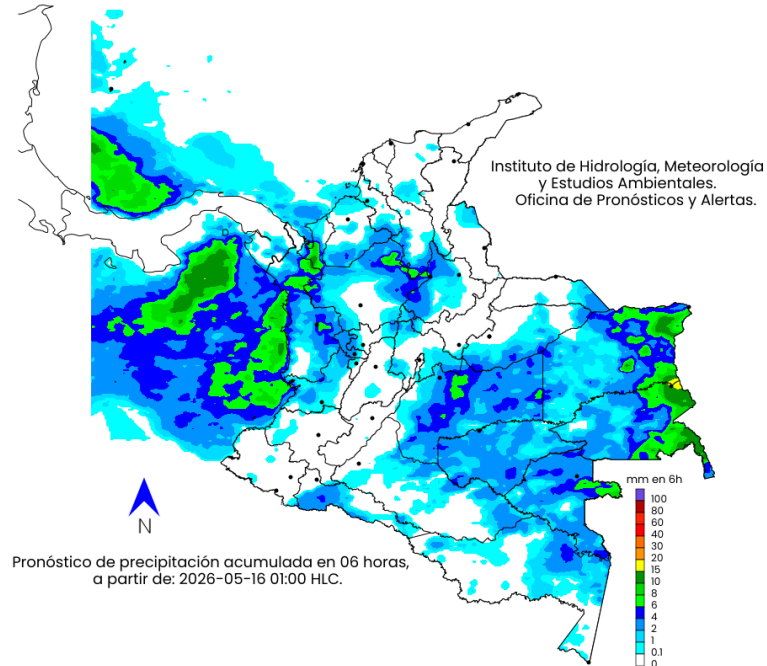 Instituto de Hidrología, Meteorología
y Estudios Ambientales.
Oficina de Pronósticos y Alertas.
mm en 6h
100
80
60
40
30
20
15
10
8
6
4
2
1
0.1
0
N
Pronóstico de precipitación acumulada en 06 horas,
a partir de: 2026-05-16 01:00 HLC.